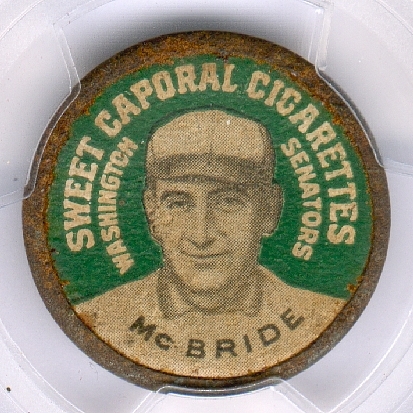 SWEET CAPORAL CIGARETTES
WASHINGTON SENATORS
McBRIDE